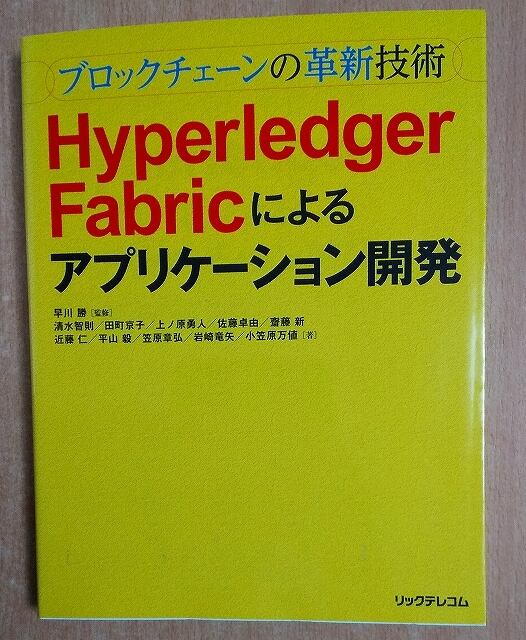 ブロックチェーンの革新技術
Hyperledger
Fabricによる
アプリケーション開発
早川 勝［監修］
清水智則／田町京子／上ノ原勇人／佐藤卓由／齋藤 新
近藤 仁／平山 毅／笠原章弘／岩崎竜矢／小笠原万値［著］
リックテレコム